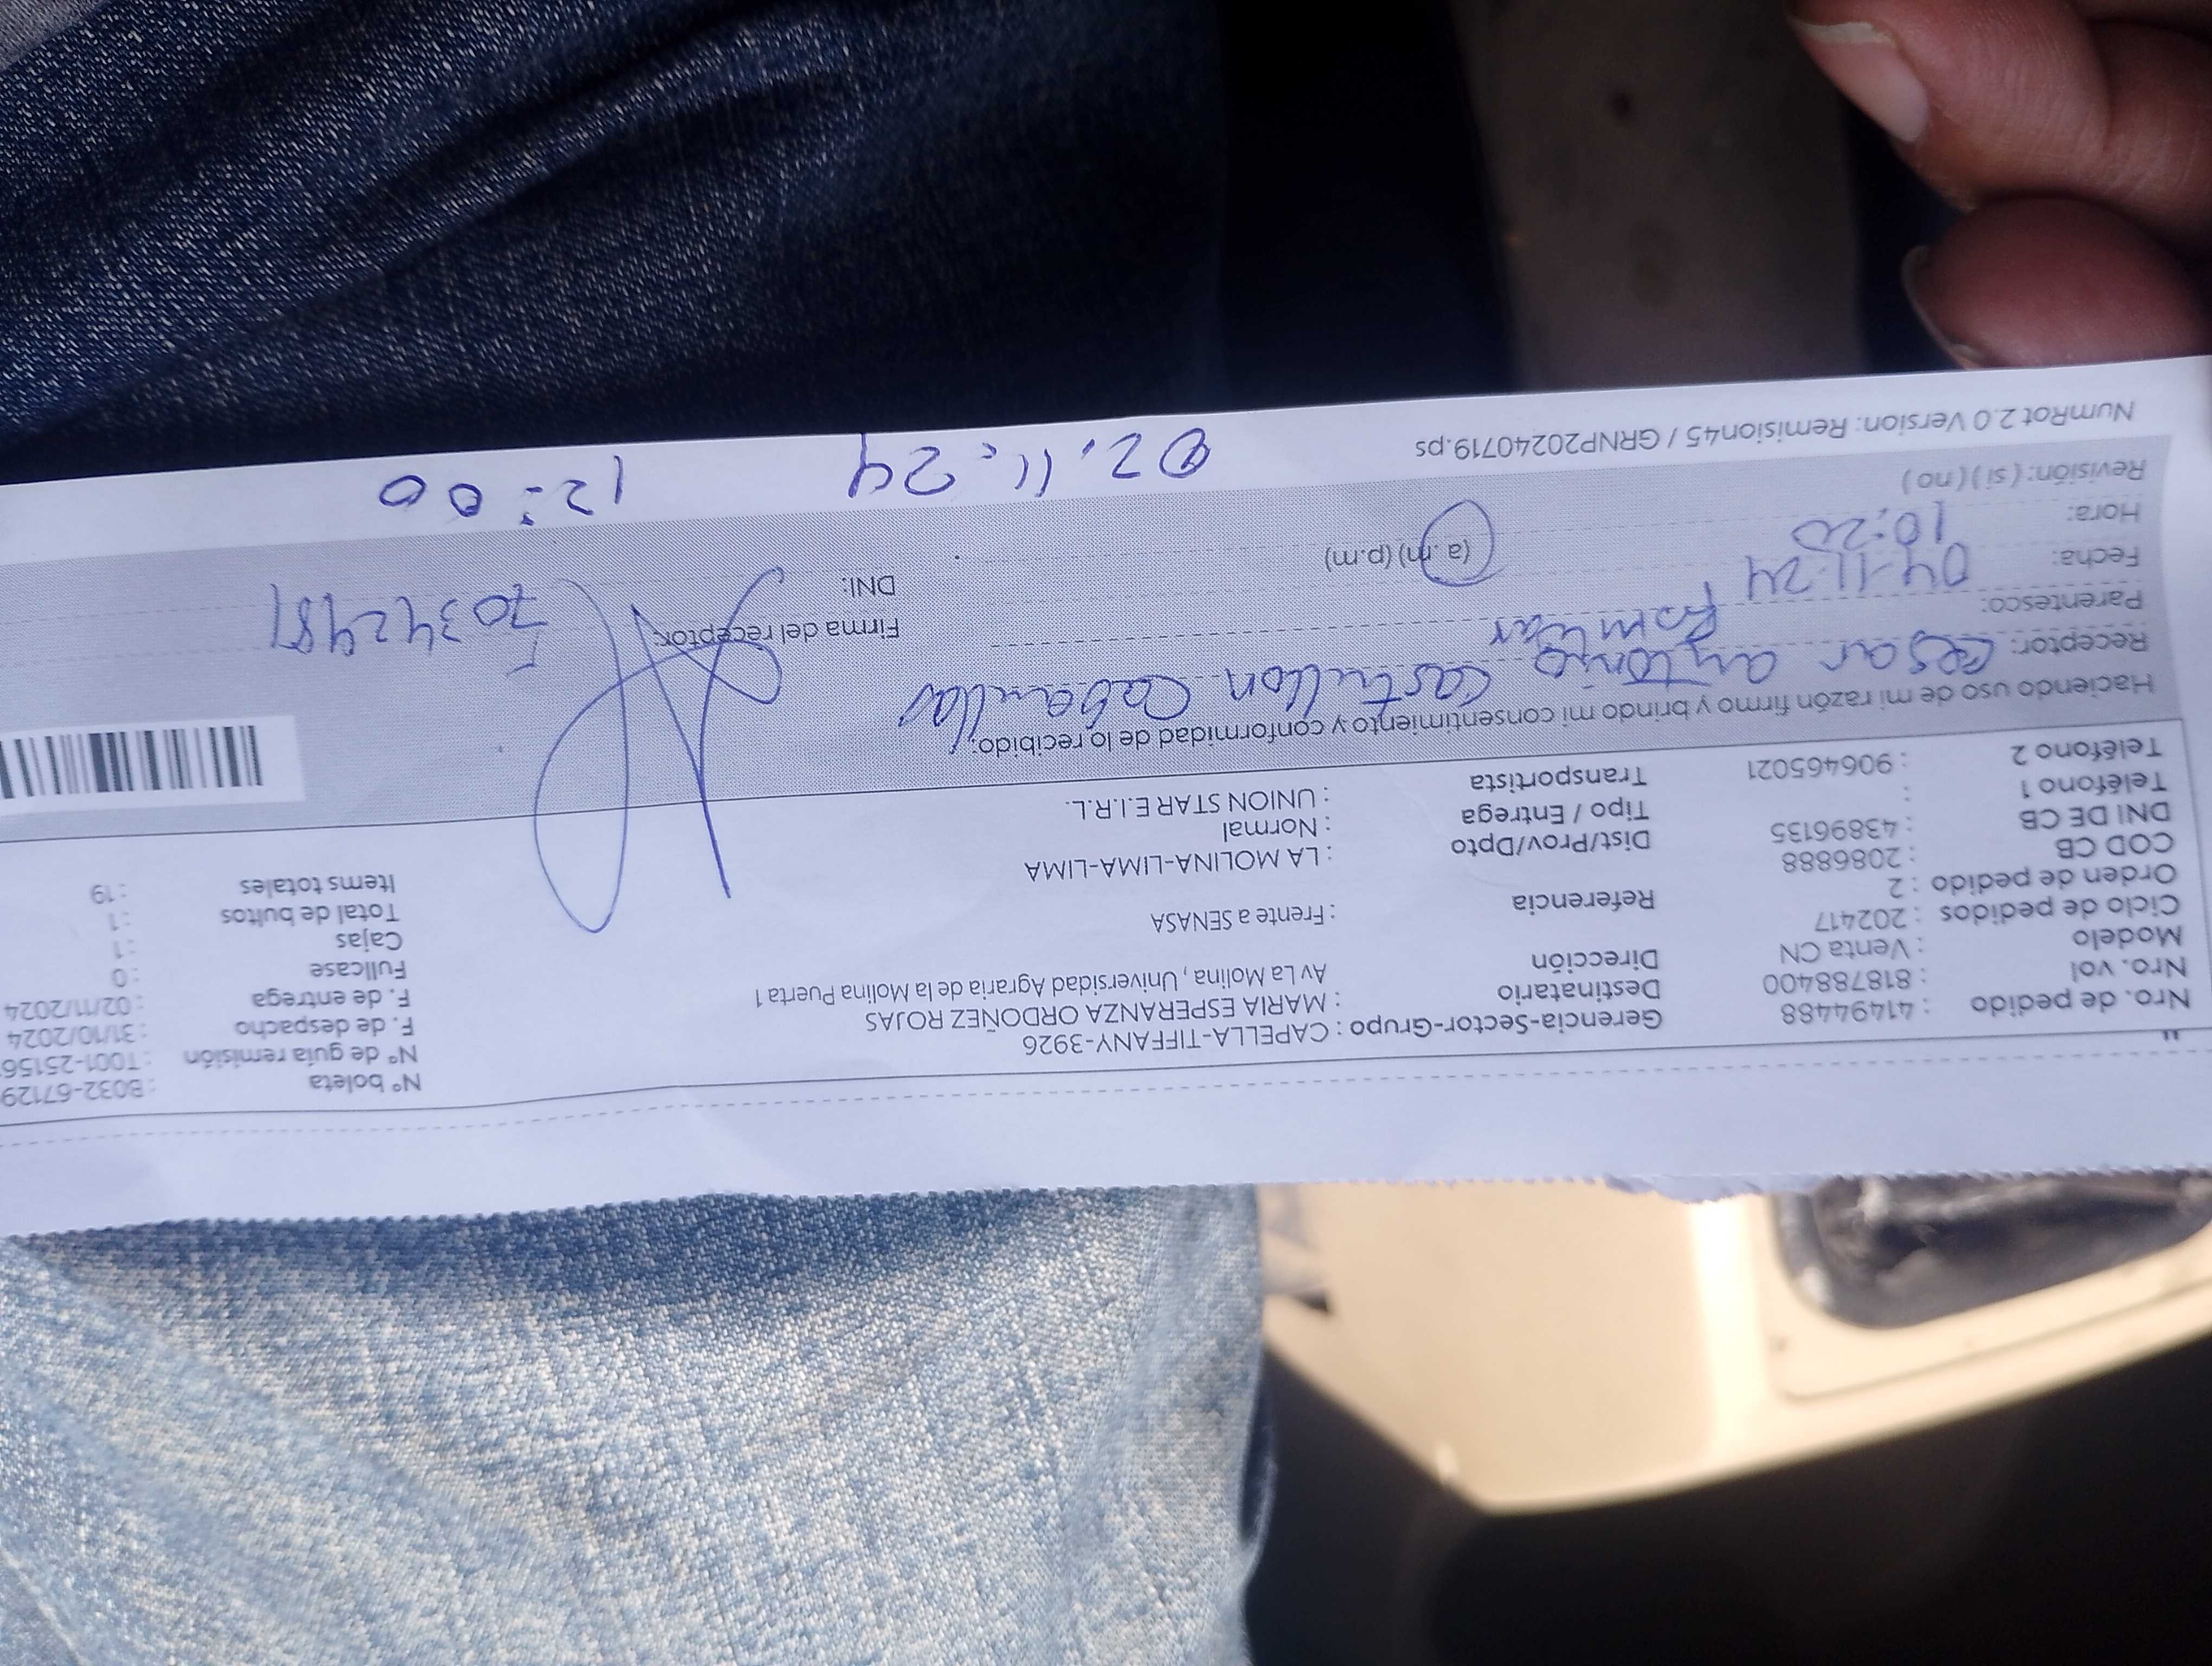 Nro. de pedido : 41494488
Nro. vol : 818788400
Modelo : Venta CN
Ciclo de pedidos : 202417
Orden de pedido : 2
COD CB : 2086888
DNI DE CB : 43896135
Teléfono 1 :
Teléfono 2 : 906465021
Gerencia-Sector-Grupo : CAPELLA-TIFFANY-3926
Destinatario : MARIA ESPERANZA ORDOÑEZ ROJAS
Dirección Av La Molina , Universidad Agraria de la Molina Puerta 1
Referencia : Frente a SENASA
Dist/Prov/Dpto : LA MOLINA-LIMA-LIMA
Tipo / Entrega : Normal
Transportista : UNION STAR E.I.R.L.
Nº boleta : B032-67129
Nº de guía remisión : T001-25156
F. de despacho : 31/10/2024
F. de entrega : 02/11/2024
Fullcase : 0
Cajas : 1
Total de bultos : 1
Items totales : 19
Haciendo uso de mi razón firmo y brindo mi consentimiento y conformidad de lo recibido:
Receptor: cesar antonio castrillon cabanillas
Parentesco: Familiar
Fecha: 04-11-24
Hora: 10:20 (a.m) (p.m)
Revisión: ( si ) ( no )
Firma del receptor:
DNI: 70342481
NumRot 2.0 Version: Remision45 / GRNP20240719.ps
02.11.24 12:00